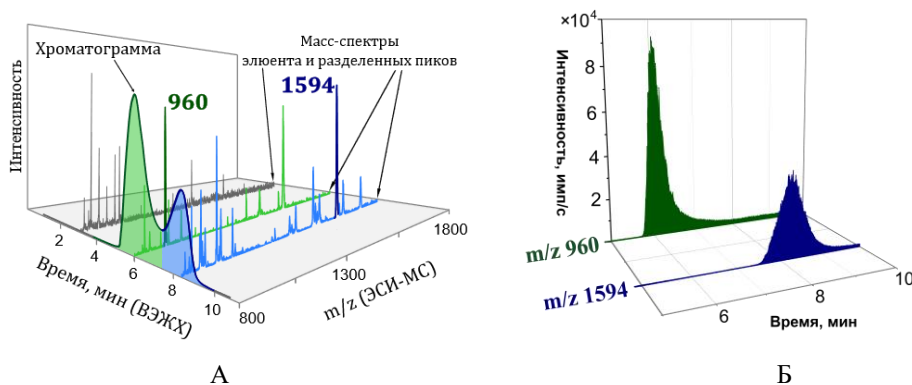 Хроматограмма
Масс-спектры
элюента и разделенных пиков
960
1594
Интенсивность
2
4
6
8
10
Время, мин (ВЭЖХ)
800
1300
1800
m/z (ЭСИ-МС)
А
×10⁴
Интенсивность, имп/с
8
6
4
2
m/z 960
m/z 1594
6
8
10
Время, мин
Б